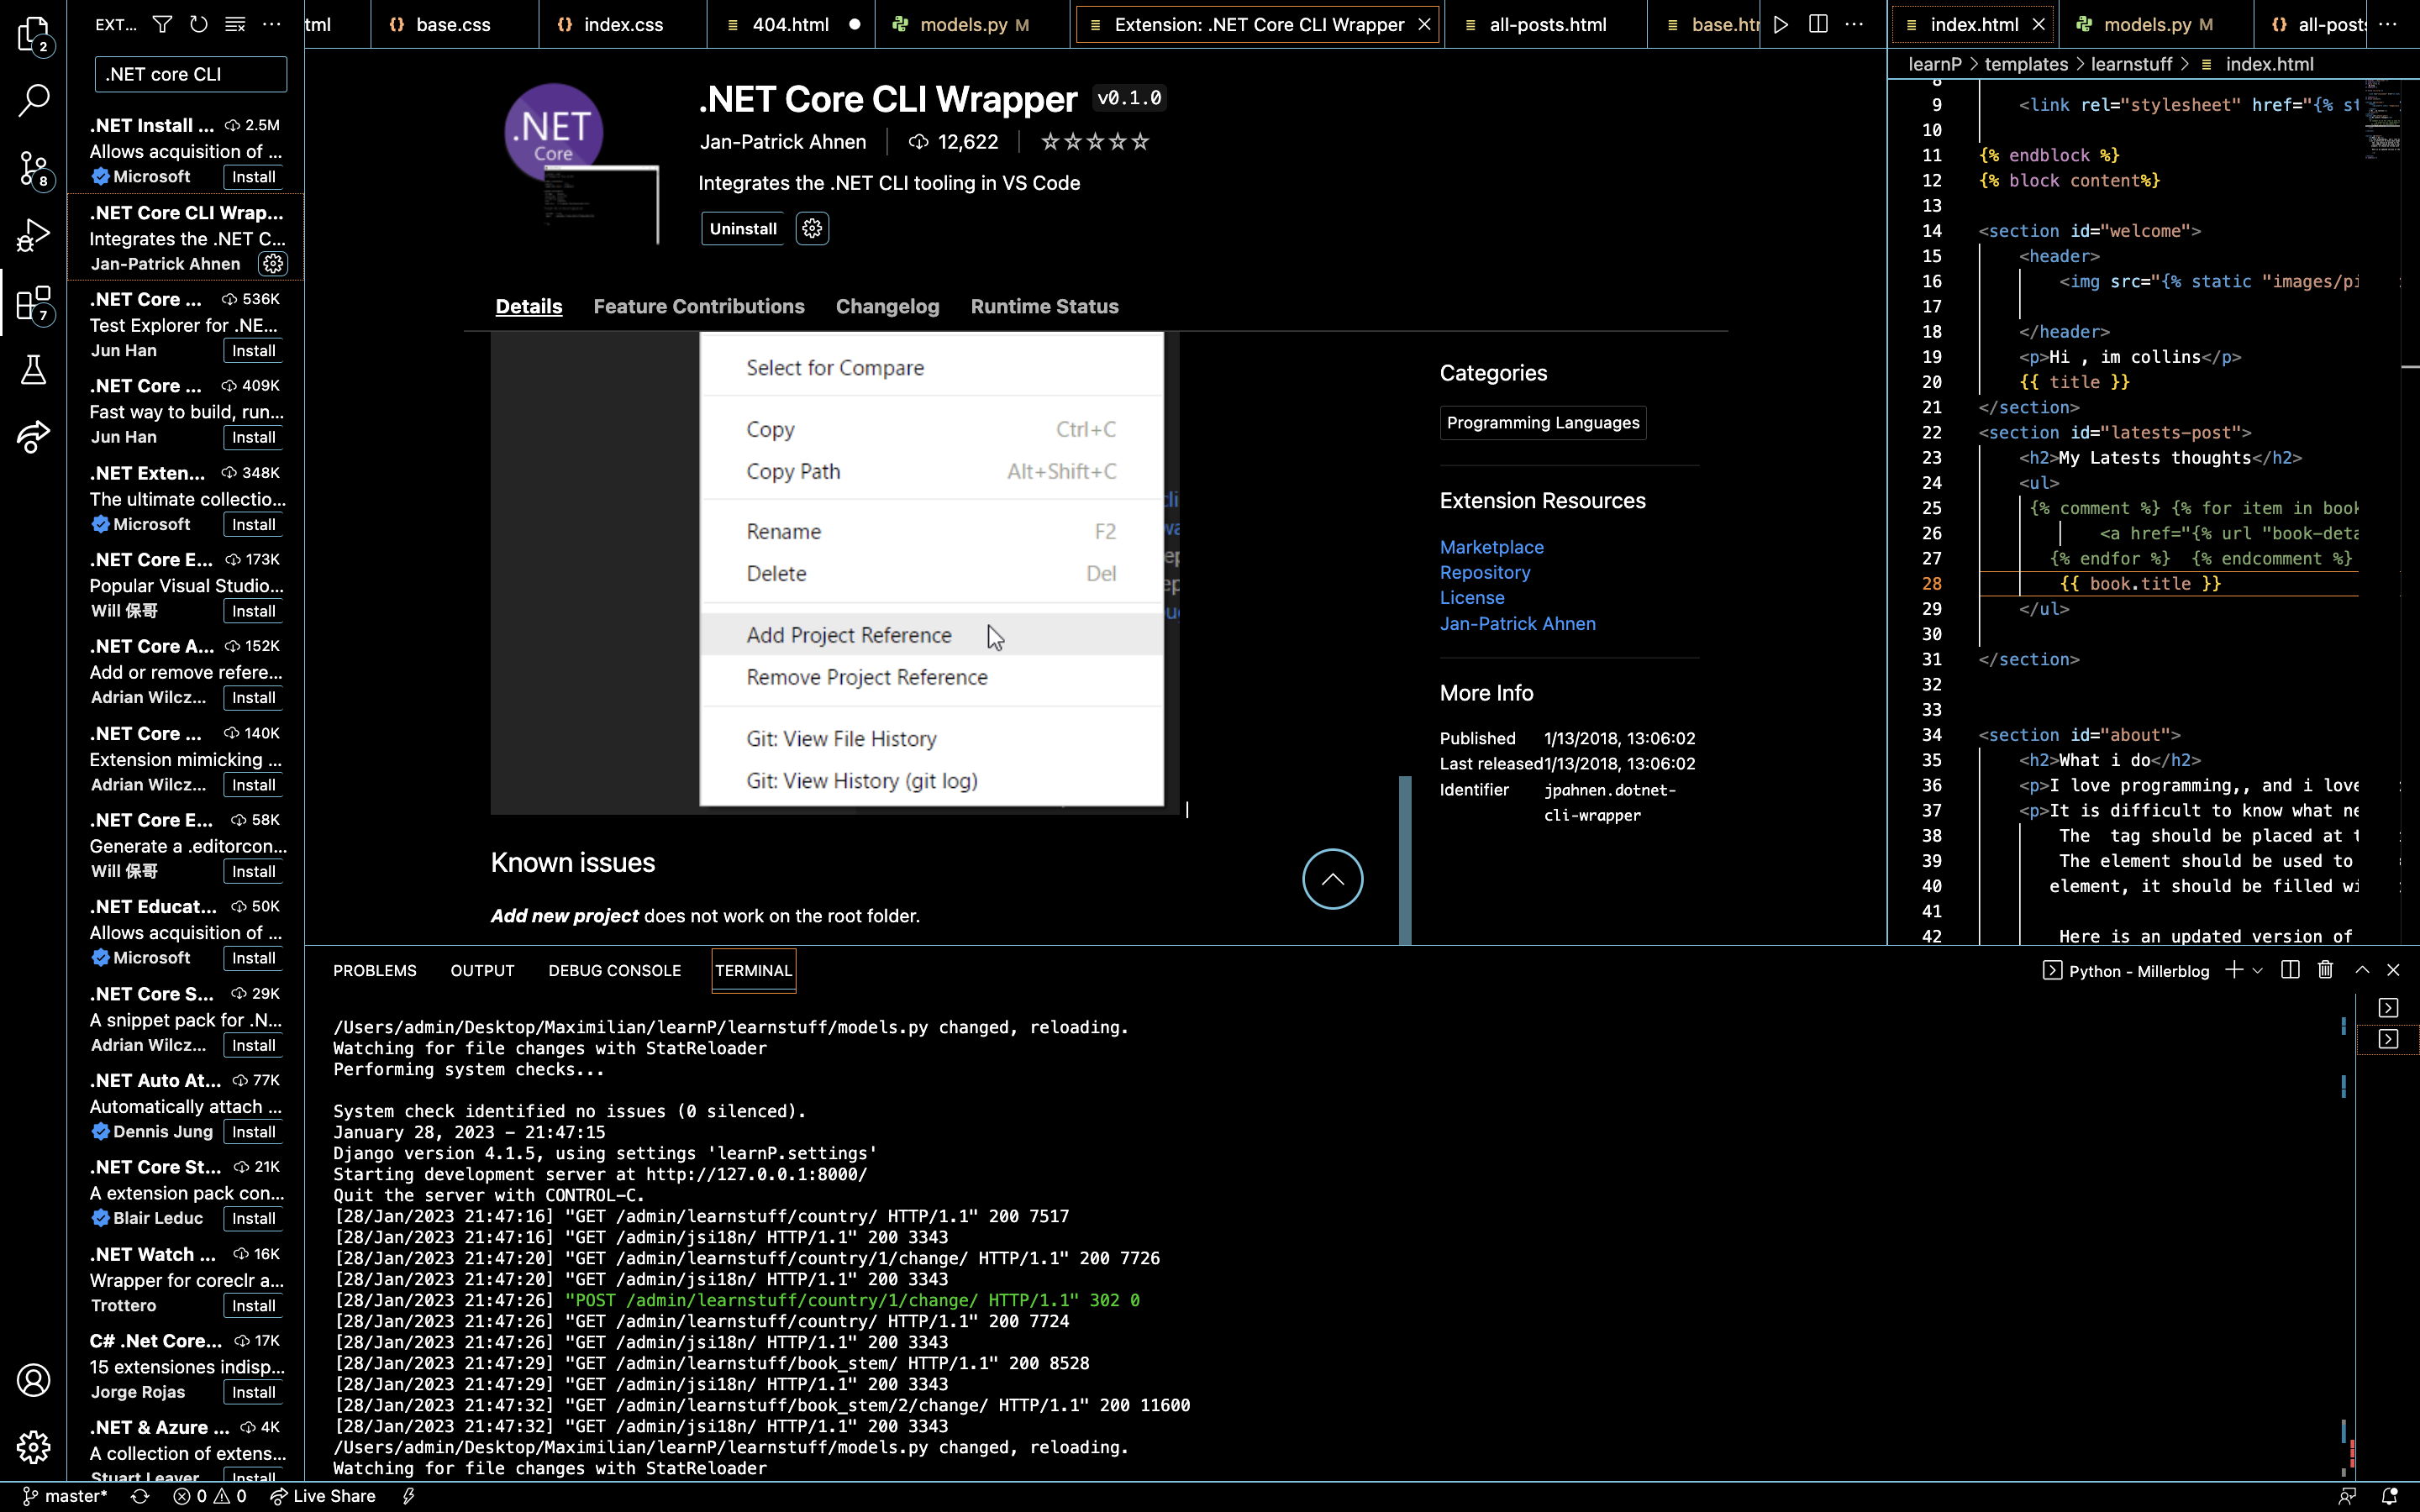 EXT...
.NET core CLI
.NET Install ... 2.5M
Allows acquisition of ...
Microsoft Install
.NET Core CLI Wrap...
Integrates the .NET C...
Jan-Patrick Ahnen
.NET Core ... 536K
Test Explorer for .NE...
Jun Han Install
.NET Core ... 409K
Fast way to build, run...
Jun Han Install
.NET Exten... 348K
The ultimate collectio...
Microsoft Install
.NET Core E... 173K
Popular Visual Studio...
Will 保哥 Install
.NET Core A... 152K
Add or remove refere...
Adrian Wilcz... Install
.NET Core ... 140K
Extension mimicking ...
Adrian Wilcz... Install
.NET Core E... 58K
Generate a .editorcon...
Will 保哥 Install
.NET Educat... 50K
Allows acquisition of ...
Microsoft Install
.NET Core S... 29K
A snippet pack for .N...
Adrian Wilcz... Install
.NET Auto At... 77K
Automatically attach ...
Dennis Jung Install
.NET Core St... 21K
A extension pack con...
Blair Leduc Install
.NET Watch ... 16K
Wrapper for coreclr a...
Trottero Install
C# .Net Core... 17K
15 extensiones indisp...
Jorge Rojas Install
.NET & Azure ... 4K
A collection of extens...
Stuart Leaver Install
2
8
7
tml
{} base.css
{} index.css
404.html
models.py M
Extension: .NET Core CLI Wrapper
all-posts.html
base.htr
.NET
Core
.NET Core CLI Wrapper v0.1.0
Jan-Patrick Ahnen 12,622
Integrates the .NET CLI tooling in VS Code
Uninstall
Details Feature Contributions Changelog Runtime Status
Select for Compare
Copy Ctrl+C
Copy Path Alt+Shift+C
Rename F2
Delete Del
Add Project Reference
Remove Project Reference
Git: View File History
Git: View History (git log)
Known issues
Add new project does not work on the root folder.
Categories
Programming Languages
Extension Resources
Marketplace
Repository
License
Jan-Patrick Ahnen
More Info
Published 1/13/2018, 13:06:02
Last released 1/13/2018, 13:06:02
Identifier jpahnen.dotnet-
cli-wrapper
index.html
models.py M
{} all-posts
learnP > templates > learnstuff > index.html
8
9 <link rel="stylesheet" href="{% st
10
11 {% endblock %}
12 {% block content%}
13
14 <section id="welcome">
15 <header>
16 <img src="{% static "images/pi
17
18 </header>
19 <p>Hi , im collins</p>
20 {{ title }}
21 </section>
22 <section id="latests-post">
23 <h2>My Latests thoughts</h2>
24 <ul>
25 {% comment %} {% for item in book
26 <a href="{% url "book-deta
27 {% endfor %} {% endcomment %}
28 {{ book.title }}
29 </ul>
30
31 </section>
32
33
34 <section id="about">
35 <h2>What i do</h2>
36 <p>I love programming,, and i love
37 <p>It is difficult to know what ne
38 The tag should be placed at t
39 The element should be used to
40 element, it should be filled wi
41
42 Here is an updated version of
PROBLEMS OUTPUT DEBUG CONSOLE TERMINAL
Python - Millerblog
/Users/admin/Desktop/Maximilian/learnP/learnstuff/models.py changed, reloading.
Watching for file changes with StatReloader
Performing system checks...
System check identified no issues (0 silenced).
January 28, 2023 - 21:47:15
Django version 4.1.5, using settings 'learnP.settings'
Starting development server at http://127.0.0.1:8000/
Quit the server with CONTROL-C.
[28/Jan/2023 21:47:16] "GET /admin/learnstuff/country/ HTTP/1.1" 200 7517
[28/Jan/2023 21:47:16] "GET /admin/jsi18n/ HTTP/1.1" 200 3343
[28/Jan/2023 21:47:20] "GET /admin/learnstuff/country/1/change/ HTTP/1.1" 200 7726
[28/Jan/2023 21:47:20] "GET /admin/jsi18n/ HTTP/1.1" 200 3343
[28/Jan/2023 21:47:26] "POST /admin/learnstuff/country/1/change/ HTTP/1.1" 302 0
[28/Jan/2023 21:47:26] "GET /admin/learnstuff/country/ HTTP/1.1" 200 7724
[28/Jan/2023 21:47:26] "GET /admin/jsi18n/ HTTP/1.1" 200 3343
[28/Jan/2023 21:47:29] "GET /admin/learnstuff/book_stem/ HTTP/1.1" 200 8528
[28/Jan/2023 21:47:29] "GET /admin/jsi18n/ HTTP/1.1" 200 3343
[28/Jan/2023 21:47:32] "GET /admin/learnstuff/book_stem/2/change/ HTTP/1.1" 200 11600
[28/Jan/2023 21:47:32] "GET /admin/jsi18n/ HTTP/1.1" 200 3343
/Users/admin/Desktop/Maximilian/learnP/learnstuff/models.py changed, reloading.
Watching for file changes with StatReloader
master* 0 0 Live Share